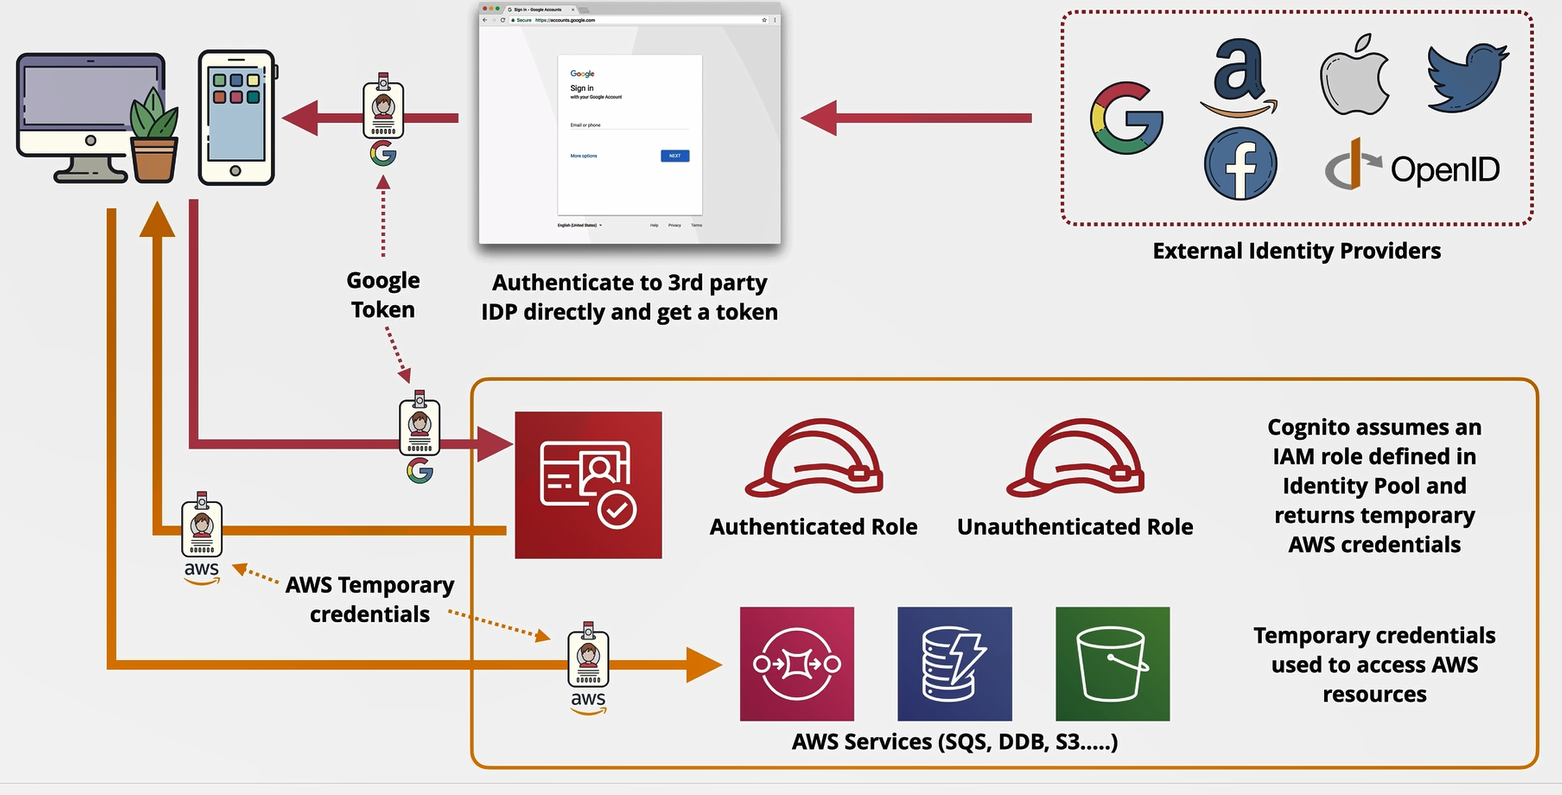 Sign in - Google Accounts
Secure https://accounts.google.com
Google
Sign in
with your Google Account
Email or phone
More options
NEXT
English (United States)
Help Privacy Terms
a
f
OpenID
External Identity Providers
Google
Token
Authenticate to 3rd party
IDP directly and get a token
Authenticated Role
Unauthenticated Role
Cognito assumes an
IAM role defined in
Identity Pool and
returns temporary
AWS credentials
aws
AWS Temporary
credentials
aws
Temporary credentials
used to access AWS
resources
AWS Services (SQS, DDB, S3.....)